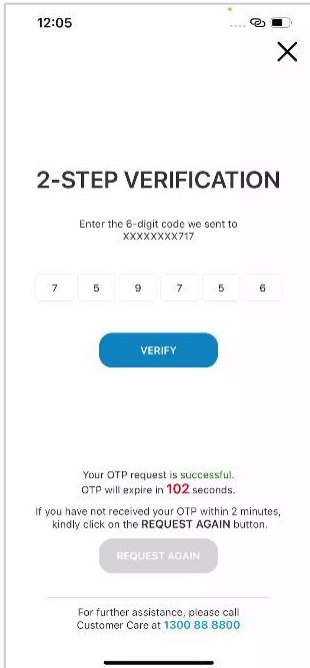 12:05
2-STEP VERIFICATION
Enter the 6-digit code we sent to
XXXXXXXX717
7 5 9 7 5 6
VERIFY
Your OTP request is successful.
OTP will expire in 102 seconds.
If you have not received your OTP within 2 minutes,
kindly click on the REQUEST AGAIN button.
REQUEST AGAIN
For further assistance, please call
Customer Care at 1300 88 8800